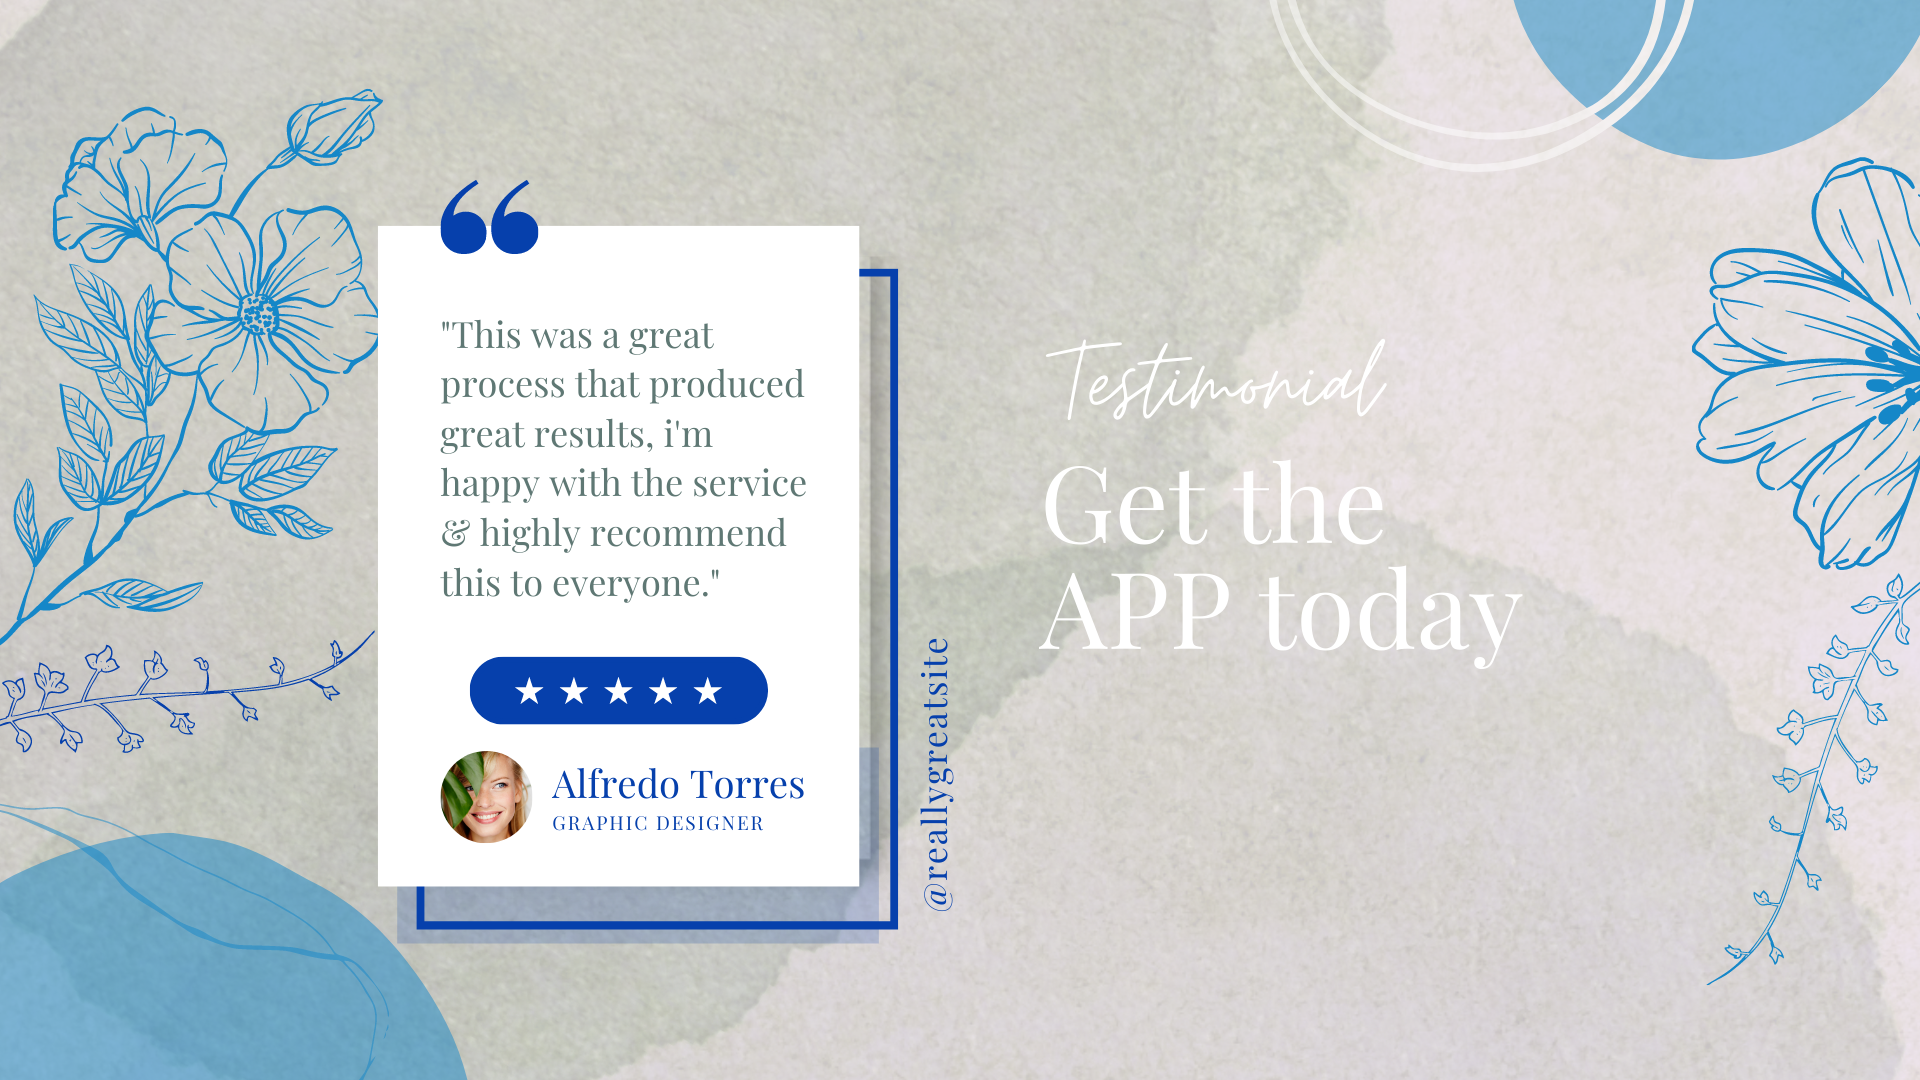 "This was a great
process that produced
great results, i'm
happy with the service
& highly recommend
this to everyone."
Alfredo Torres
GRAPHIC DESIGNER
@reallygreatsite
Testimonial
Get the
APP today